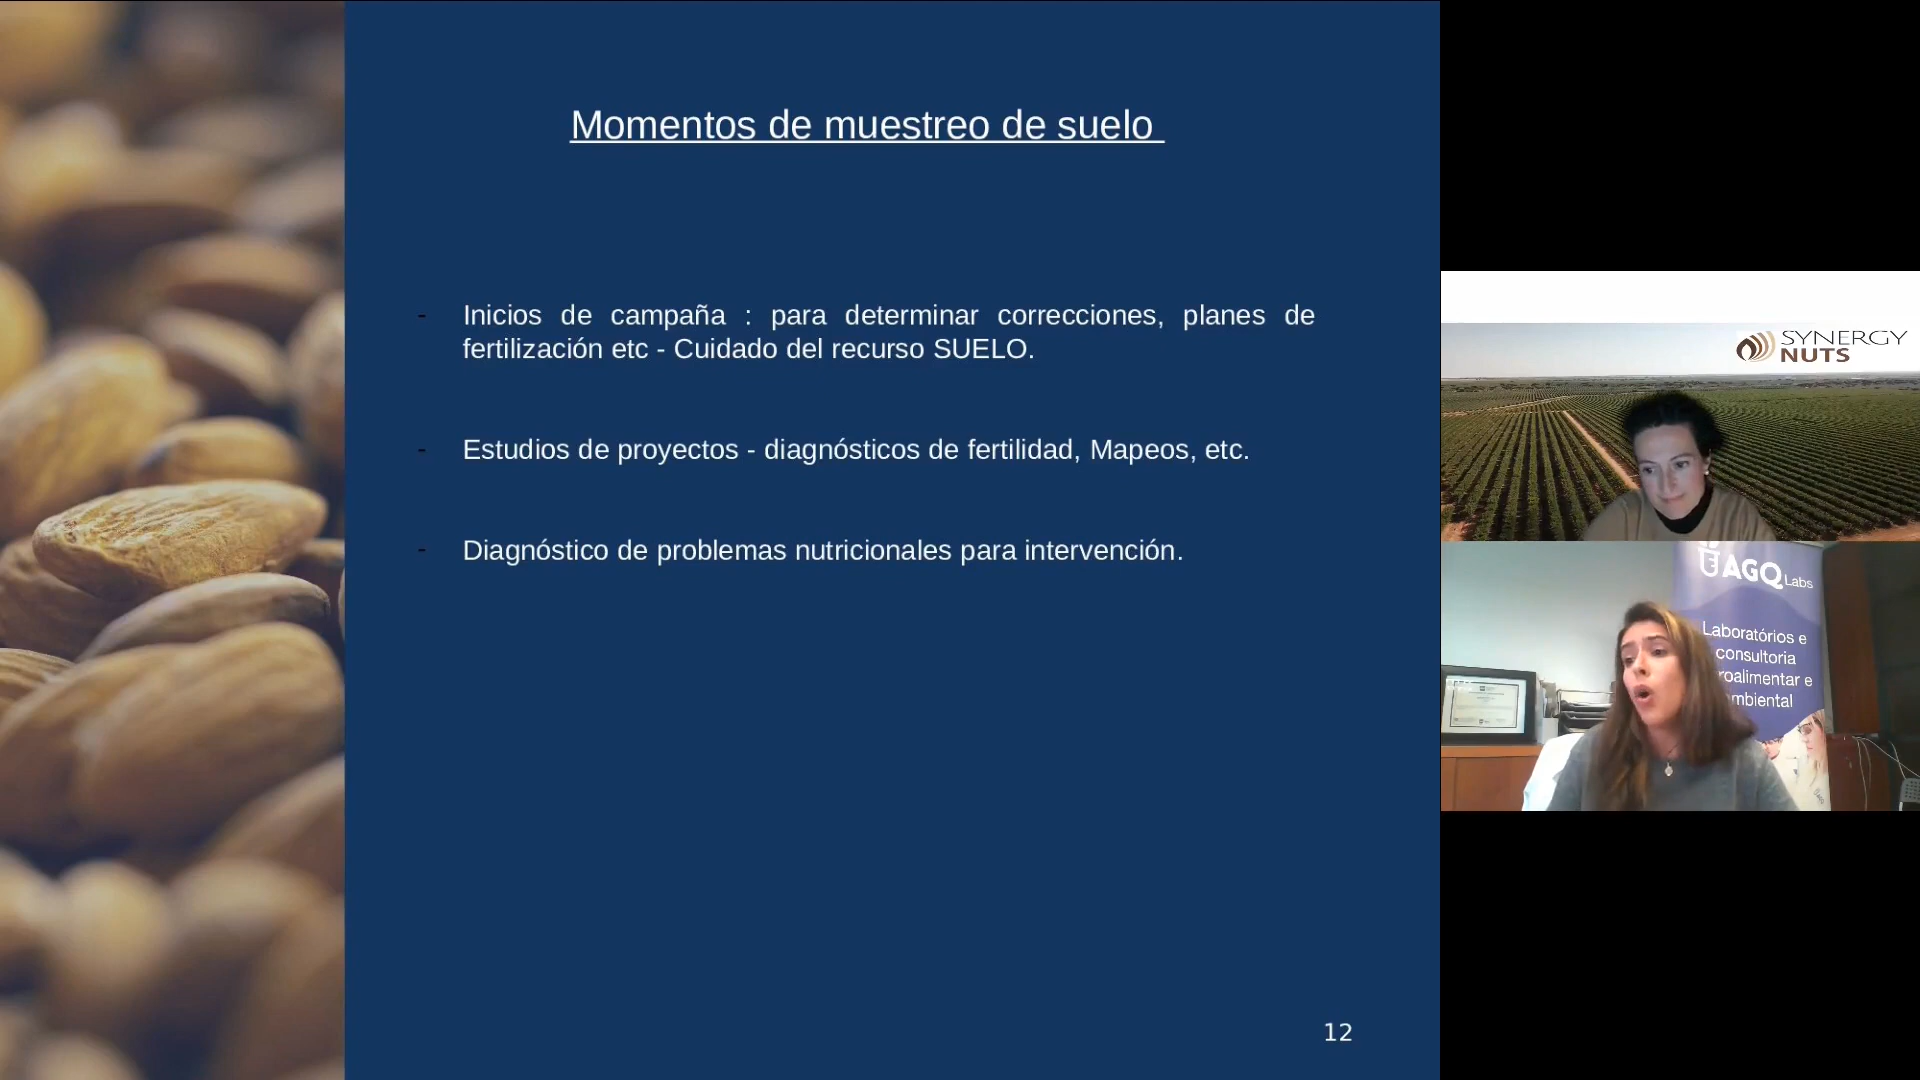 Momentos de muestreo de suelo
- Inicios de campaña : para determinar correcciones, planes de
fertilización etc - Cuidado del recurso SUELO.
- Estudios de proyectos - diagnósticos de fertilidad, Mapeos, etc.
- Diagnóstico de problemas nutricionales para intervención.
12
SYNERGY
NUTS
AGQ Labs
Laboratórios e
consultoria
roalimentar e
mbiental